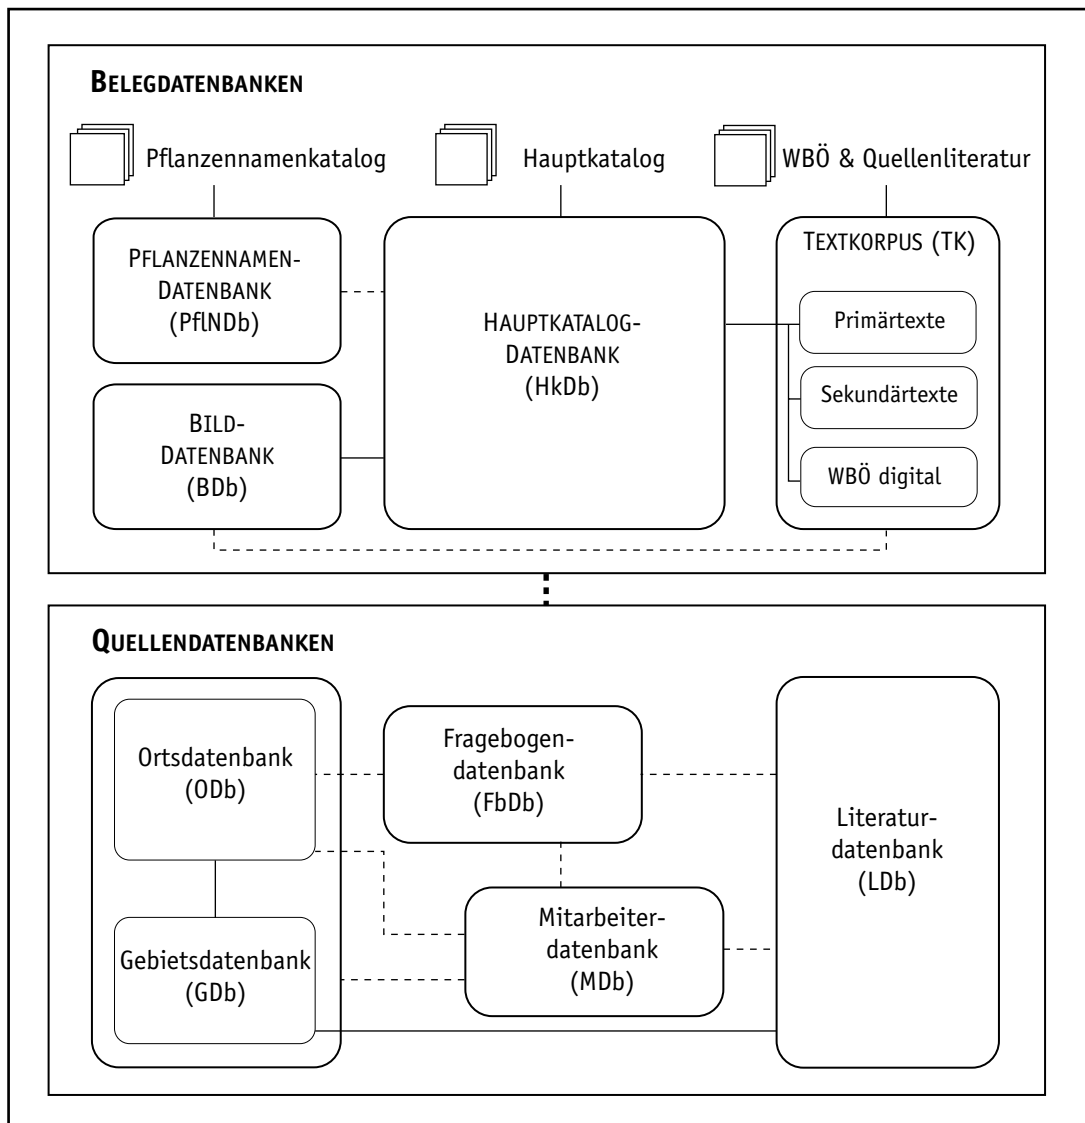 BELEGDATENBANKEN
Pflanzennamenkatalog
Hauptkatalog
WBÖ & Quellenliteratur
PFLANZENNAMEN-
DATENBANK
(PflNDb)
HAUPTKATALOG-
DATENBANK
(HkDb)
TEXTKORPUS (TK)
Primärtexte
Sekundärtexte
WBÖ digital
BILD-
DATENBANK
(BDb)
QUELLENDATENBANKEN
Ortsdatenbank
(ODb)
Fragebogen-
datenbank
(FbDb)
Literatur-
datenbank
(LDb)
Gebietsdatenbank
(GDb)
Mitarbeiter-
datenbank
(MDb)